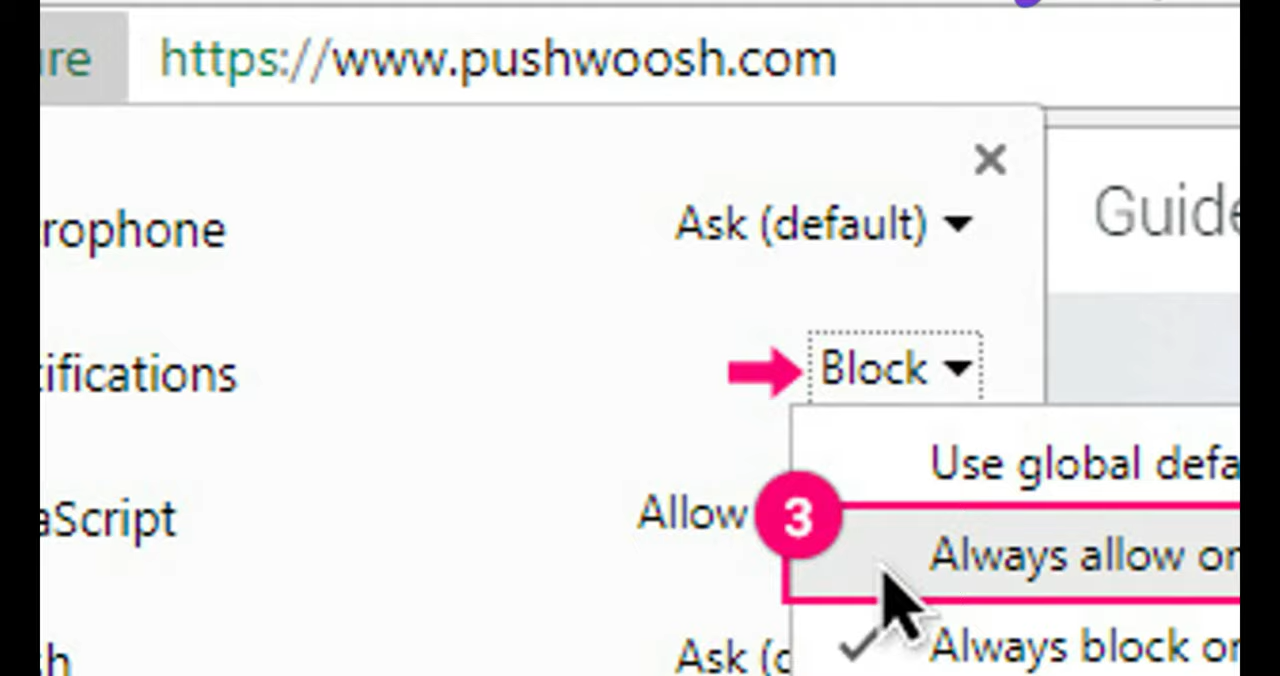 ure https://www.pushwoosh.com
Guide
rophone Ask (default)
tifications Block
Use global defa
aScript Allow 3
Always allow or
h Ask (d
Always block or